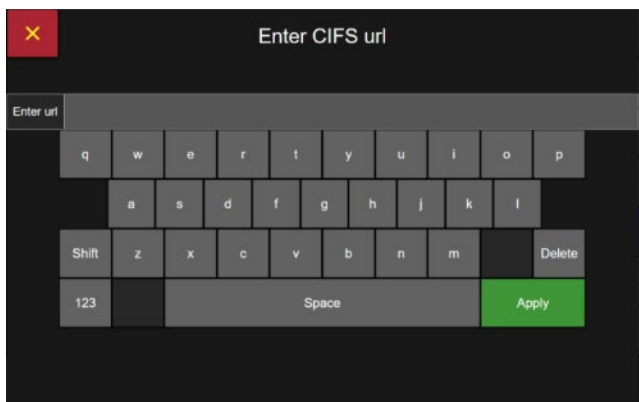 ×
Enter CIFS url
Enter url
q w e r t y u i o p
a s d f g h j k l
Shift z x c v b n m Delete
123 Space Apply